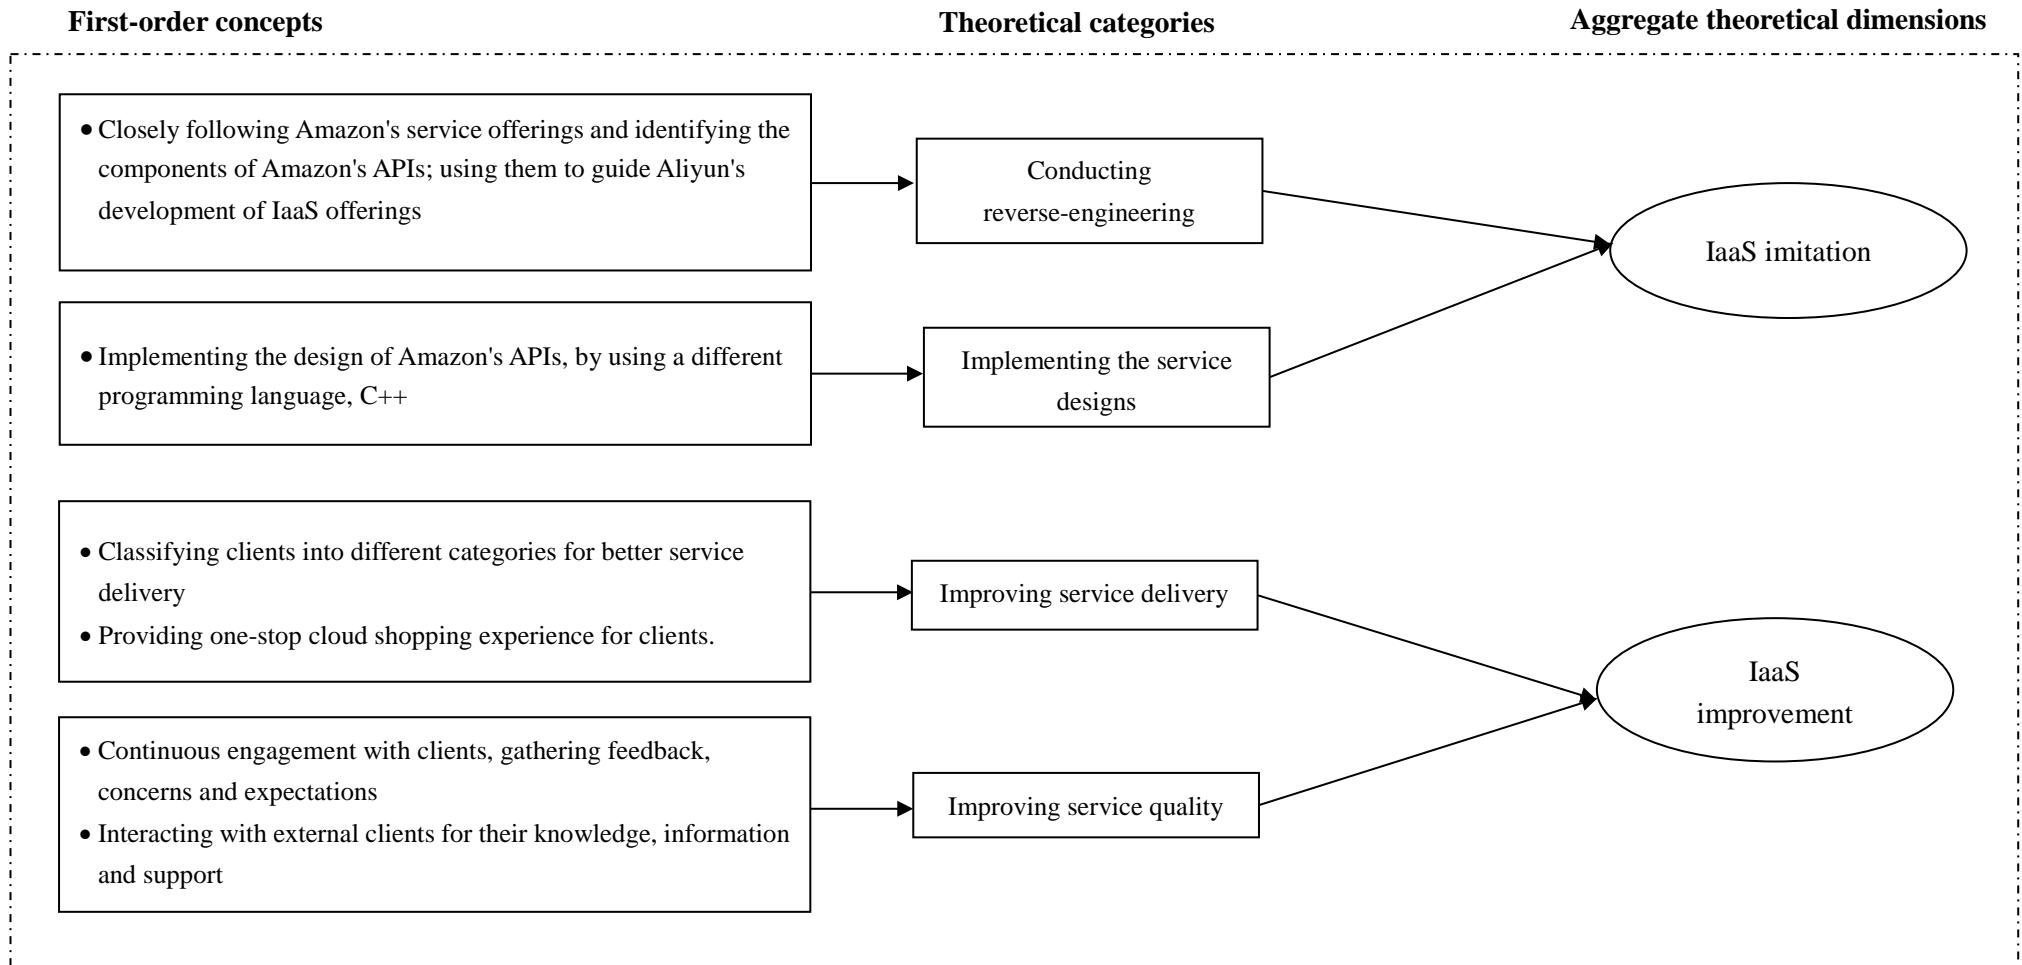 First-order concepts
Theoretical categories
Aggregate theoretical dimensions
• Closely following Amazon's service offerings and identifying the
components of Amazon's APIs; using them to guide Aliyun's
development of IaaS offerings
Conducting
reverse-engineering
IaaS imitation
• Implementing the design of Amazon's APIs, by using a different
programming language, C++
Implementing the service
designs
• Classifying clients into different categories for better service
delivery
• Providing one-stop cloud shopping experience for clients.
Improving service delivery
IaaS
improvement
• Continuous engagement with clients, gathering feedback,
concerns and expectations
• Interacting with external clients for their knowledge, information
and support
Improving service quality